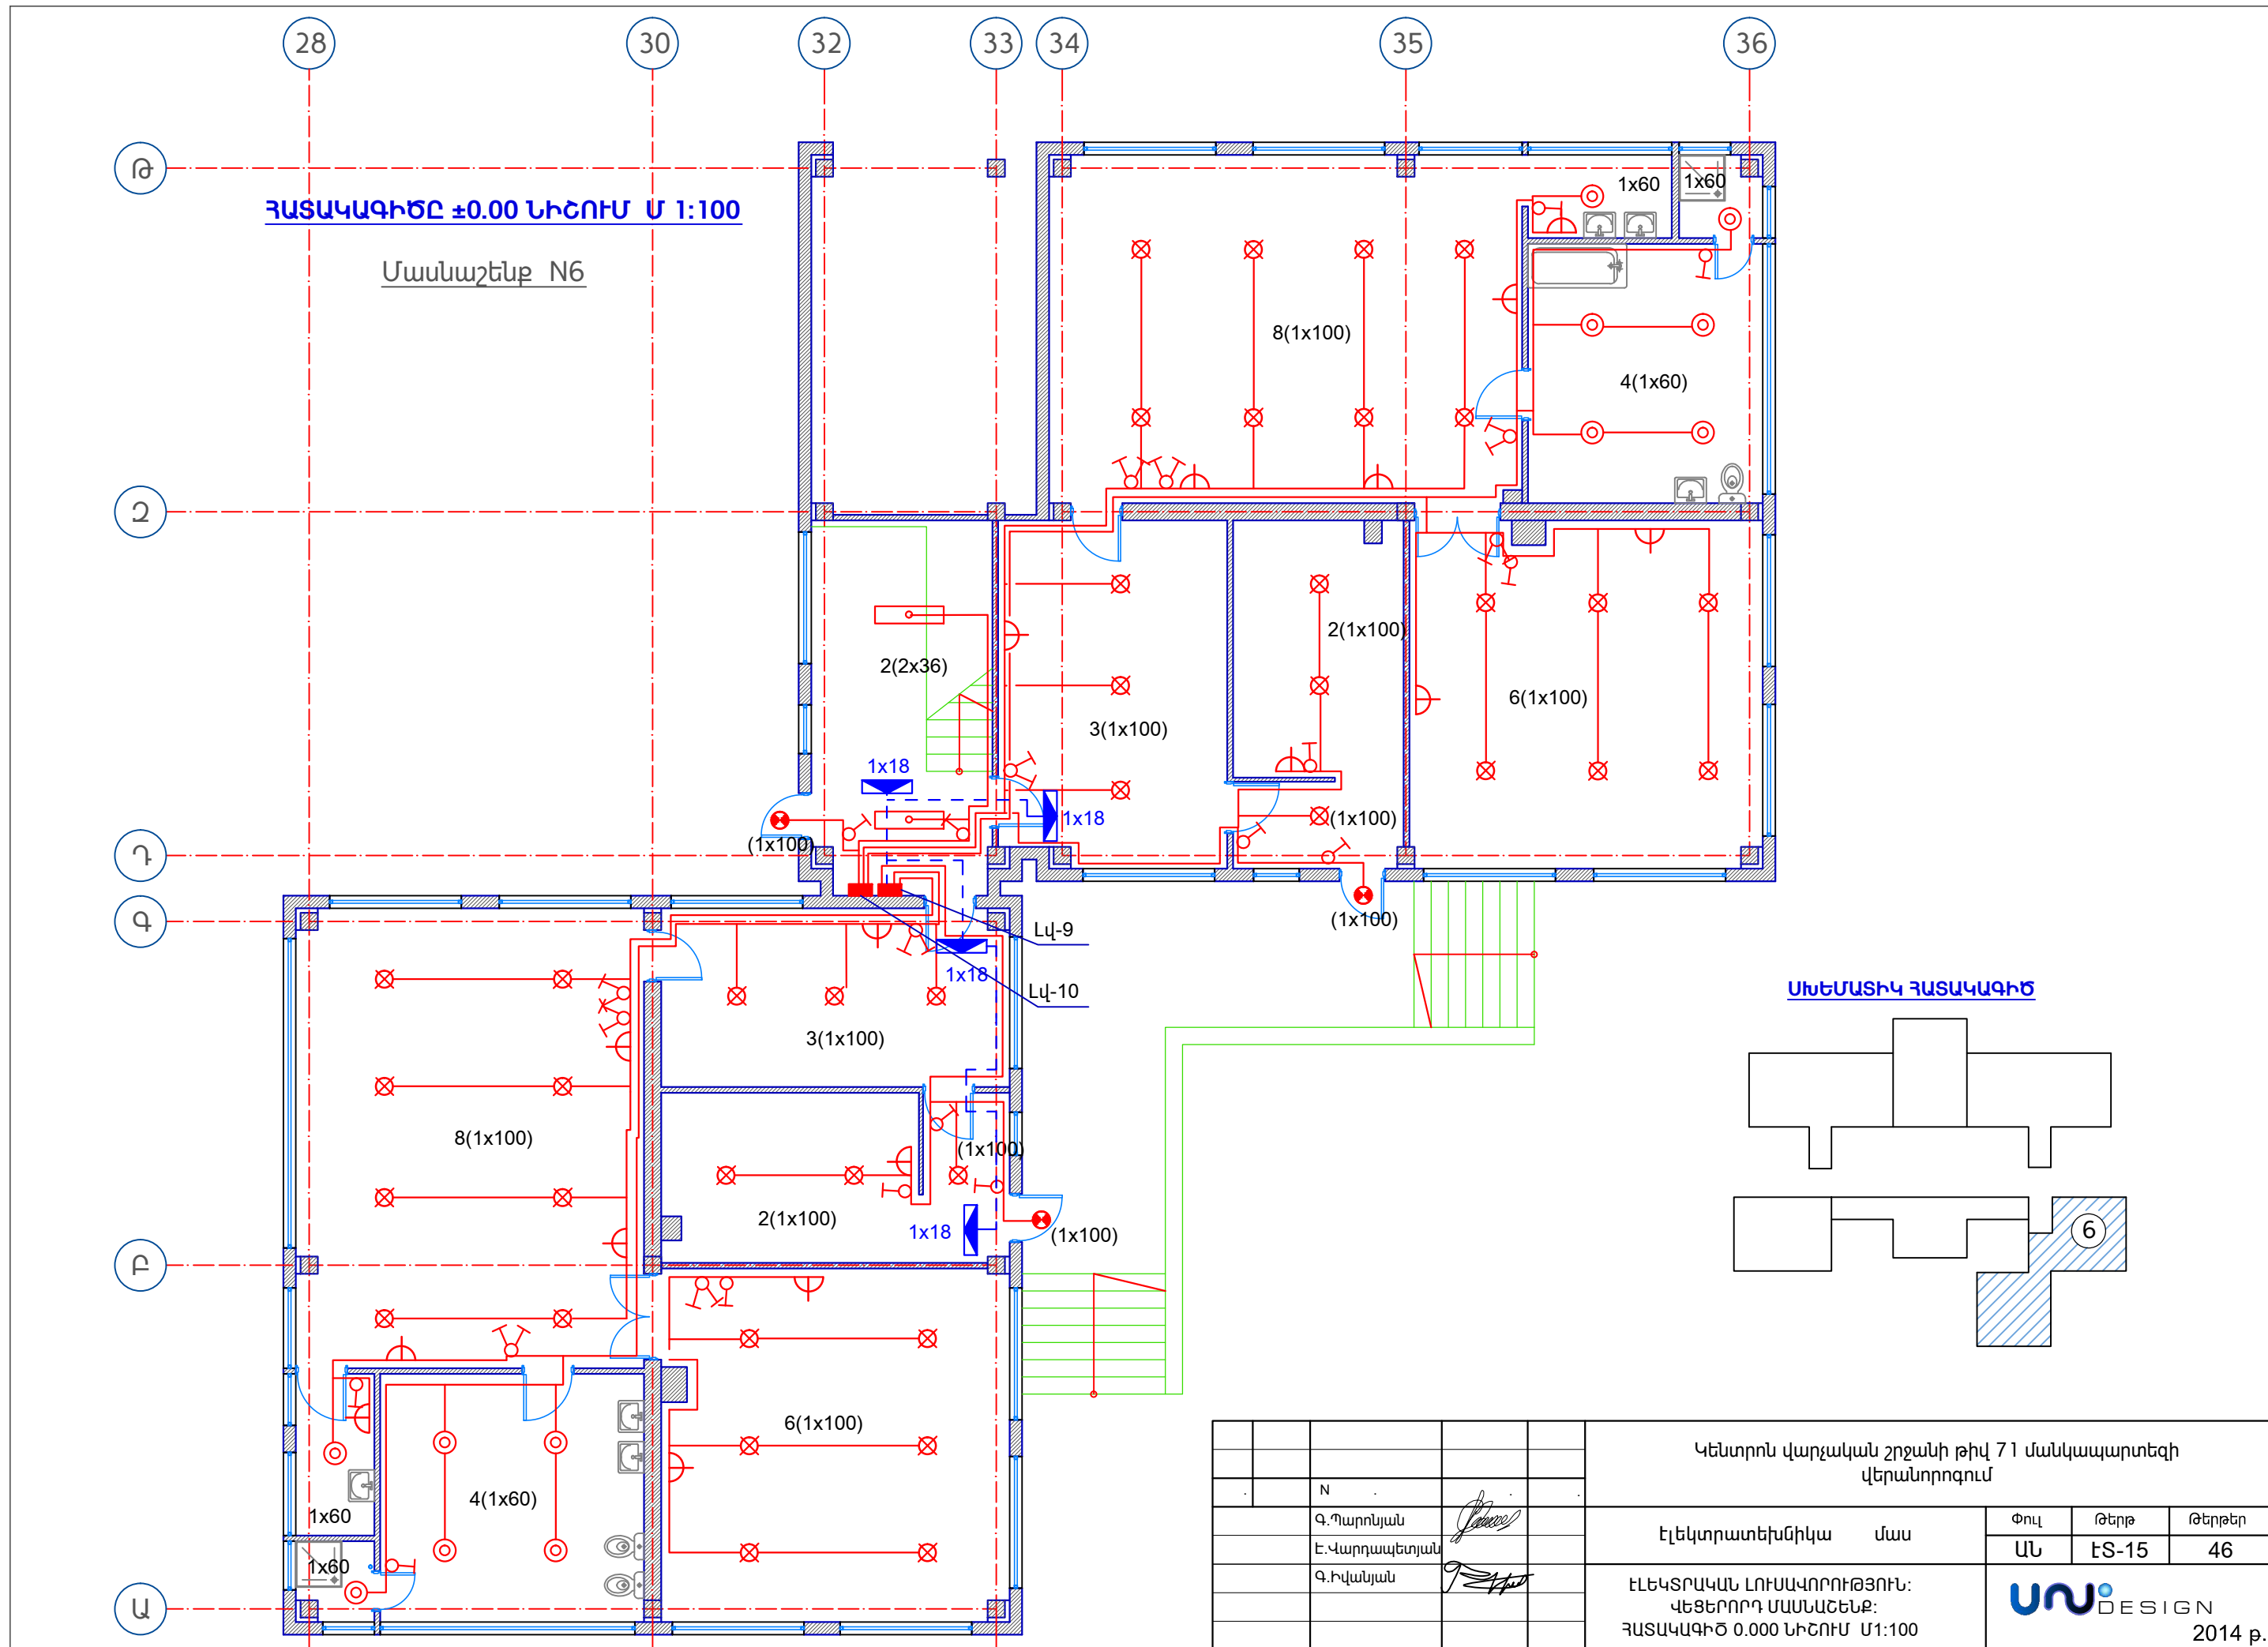 28 30 32 33 34 35 36
Թ
ՀԱՏԱԿԱԳԻԾԸ ±0.00 ՆԻՇՈՒՄ Մ 1:100
Մասնաշենք N6
1x60 1x60
8(1x100)
4(1x60)
Զ
2(1x100)
2(2x36)
6(1x100)
3(1x100)
1x18
1x18
(1x100)
(1x100)
Դ
(1x100)
Գ
Լվ-9
1x18
Լվ-10
3(1x100)
8(1x100)
(1x100)
2(1x100)
1x18
(1x100)
Բ
6(1x100)
4(1x60)
1x60
1x60
Ա
ՍԽԵՄԱՏԻԿ ՀԱՏԱԿԱԳԻԾ
6
Կենտրոն վարչական շրջանի թիվ 71 մանկապարտեզի
վերանորոգում
N
Գ.Պարոնյան
Է.Վարդապետյան
Գ.Իվանյան
Էլեկտրատեխնիկա մաս
Փուլ Թերթ Թերթեր
ԱՆ ԷՏ-15 46
ԷԼԵԿՏՐԱԿԱՆ ԼՈՒՍԱՎՈՐՈՒԹՅՈՒՆ:
ՎԵՑԵՐՈՐԴ ՄԱՍՆԱՇԵՆՔ:
ՀԱՏԱԿԱԳԻԾ 0.000 ՆԻՇՈՒՄ Մ1:100
UNI DESIGN
2014 թ.